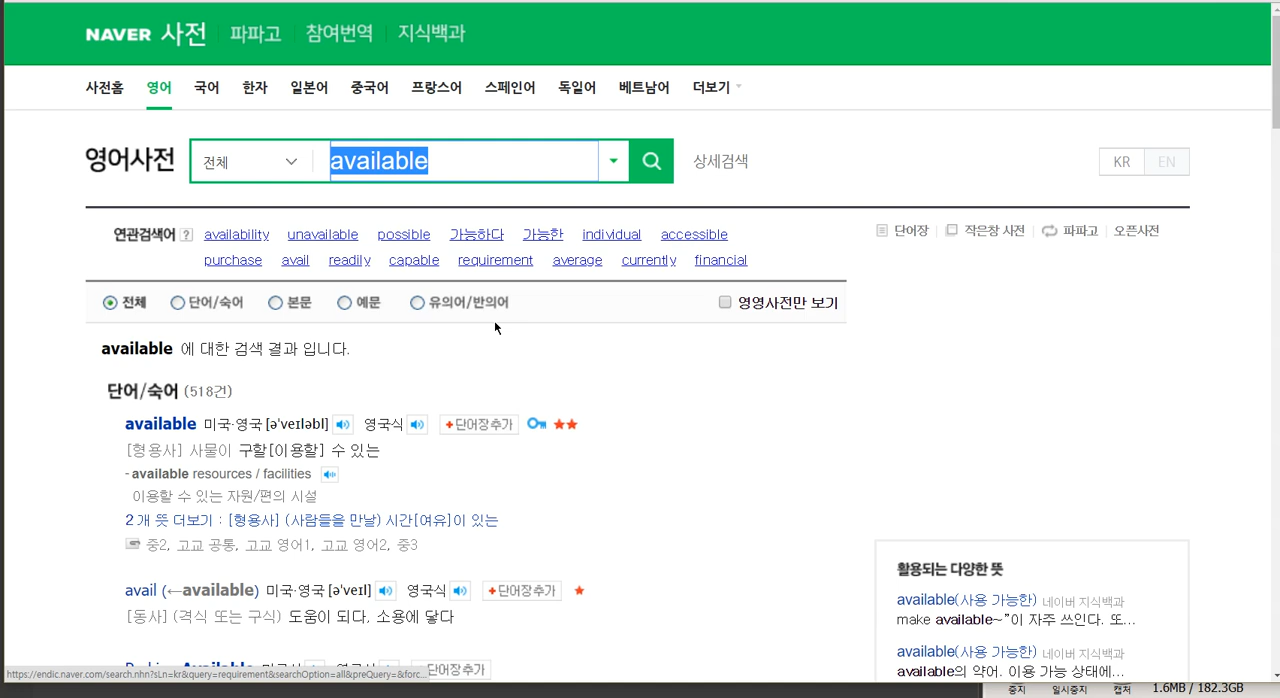 NAVER 사전 파파고 참여번역 지식백과
사전홈 영어 국어 한자 일본어 중국어 프랑스어 스페인어 독일어 베트남어 더보기
영어사전 전체 available 상세검색 KR EN
연관검색어 ? availability unavailable possible 가능하다 가능한 individual accessible
purchase avail readily capable requirement average currently financial
단어장 작은창 사전 파파고 오픈사전
전체 단어/숙어 본문 예문 유의어/반의어 영영사전만 보기
available 에 대한 검색 결과 입니다.
단어/숙어 (518건)
available 미국·영국 [ə'veɪləbl] 영국식 +단어장추가 ★★
[형용사] 사물이 구할[이용할] 수 있는
- available resources / facilities
이용할 수 있는 자원/편의 시설
2개 뜻 더보기 : [형용사] (사람들을 만날) 시간[여유]이 있는
중2, 고교 공통, 고교 영어1, 고교 영어2, 중3
avail (←available) 미국·영국 [ə'veɪl] 영국식 +단어장추가 ★
[동사] (격식 또는 구식) 도움이 되다, 소용에 닿다
단어장추가
활용되는 다양한 뜻
available(사용 가능한) 네이버 지식백과
make available~”이 자주 쓰인다. 또...
available(사용 가능한) 네이버 지식백과
available의 약어. 이용 가능 상태에...
https://endic.naver.com/search.nhn?sLn=kr&query=requirement&searchOption=all&preQuery=&forc...
중지 일시중지 캡처 1.6MB / 182.3GB